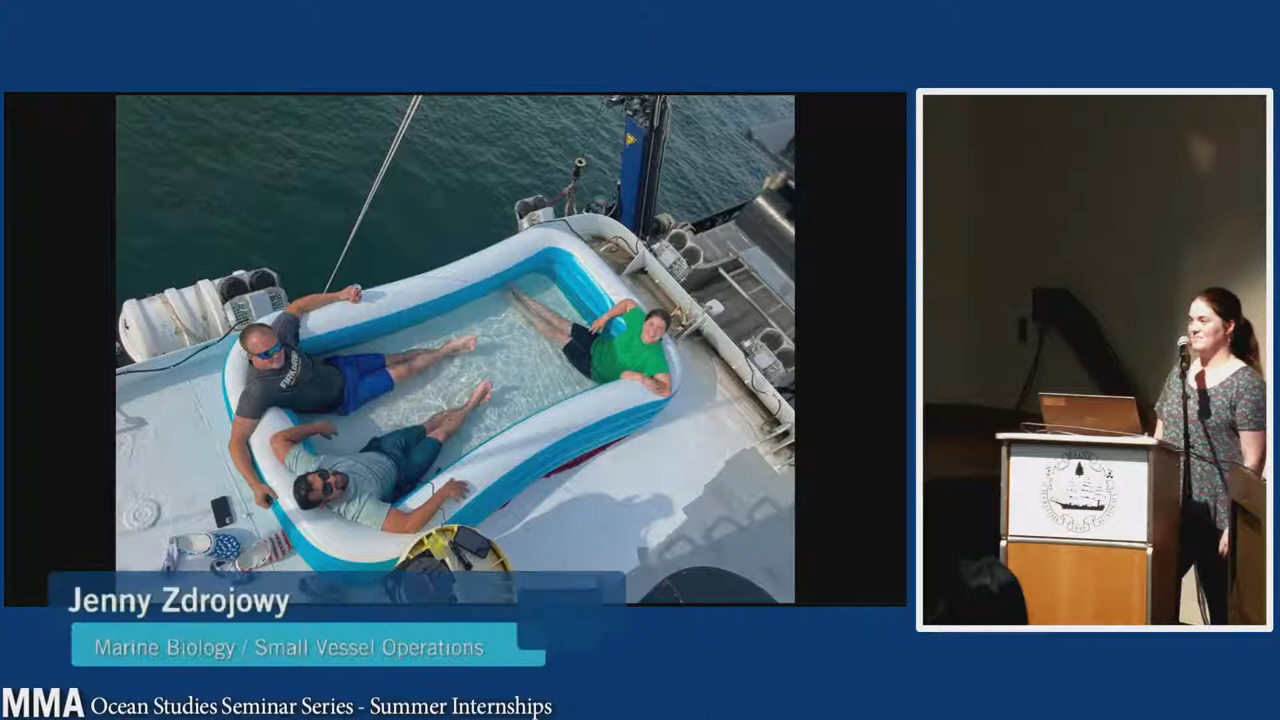 Jenny Zdrojowy
Marine Biology / Small Vessel Operations
MMA Ocean Studies Seminar Series - Summer Internships